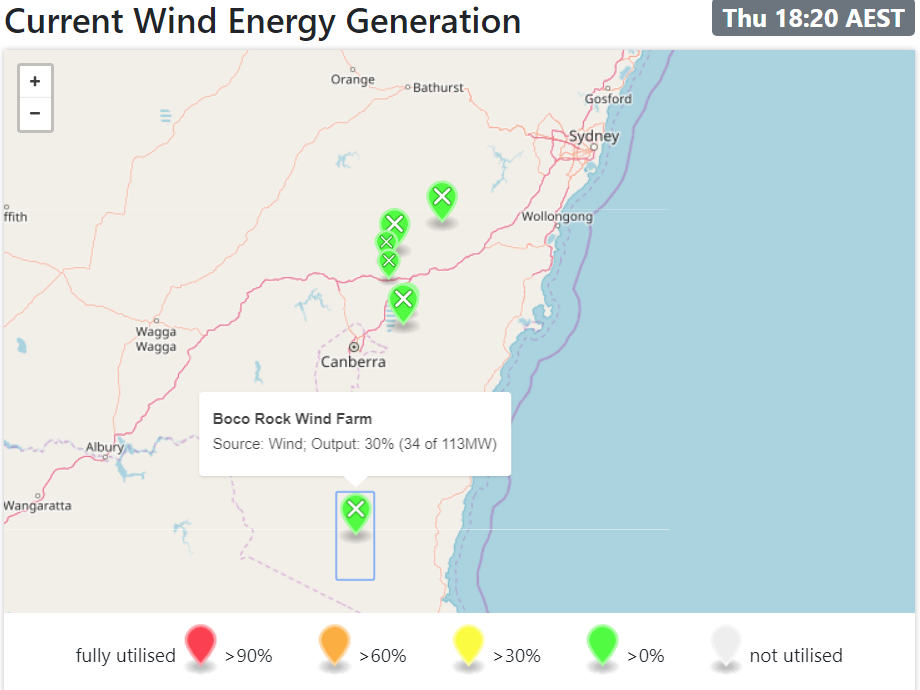 Current Wind Energy Generation
Thu 18:20 AEST
+
−
Orange
Bathurst
Gosford
Sydney
ffith
Wollongong
Wagga
Wagga
Canberra
Boco Rock Wind Farm
Source: Wind; Output: 30% (34 of 113MW)
Albury
Wangaratta
fully utilised >90% >60% >30% >0% not utilised